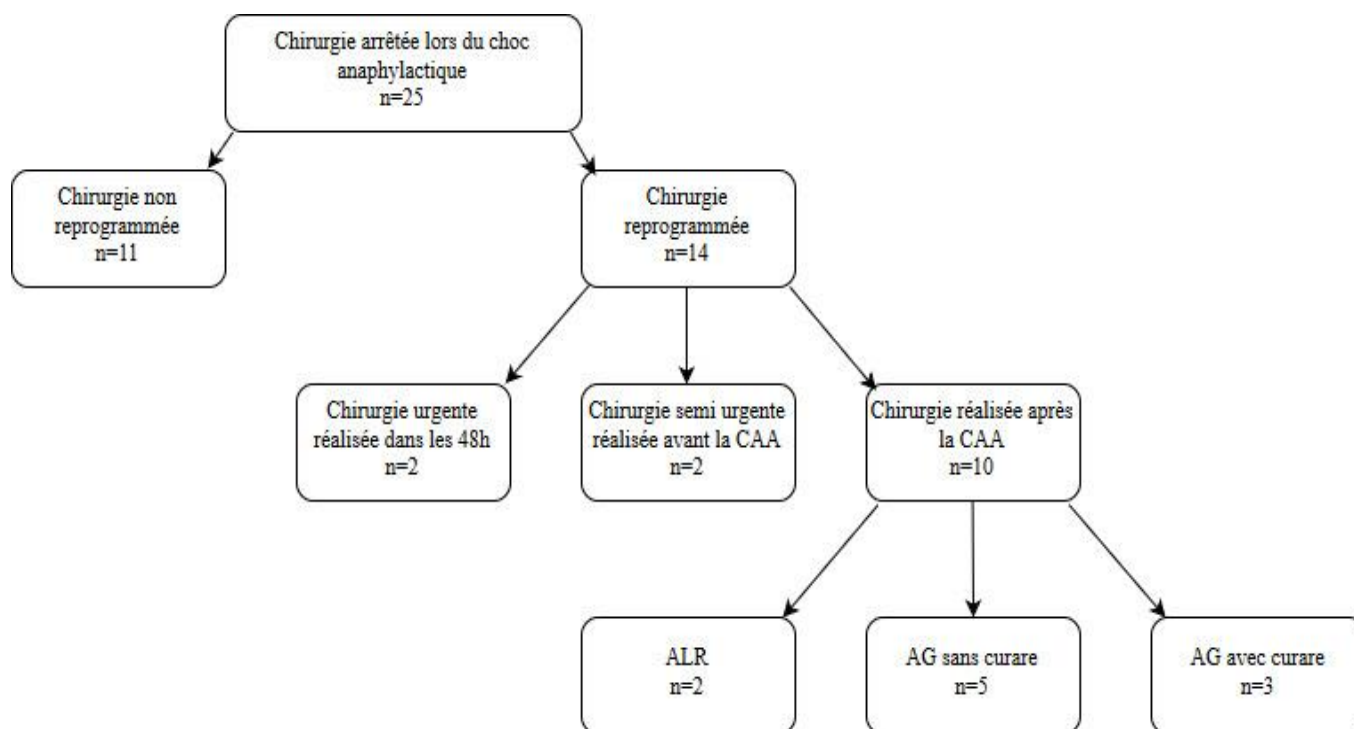 Chirurgie arrêtée lors du choc
anaphylactique
n=25
Chirurgie non
reprogrammée
n=11
Chirurgie
reprogrammée
n=14
Chirurgie urgente
réalisée dans les 48h
n=2
Chirurgie semi urgente
réalisée avant la CAA
n=2
Chirurgie réalisée après
la CAA
n=10
ALR
n=2
AG sans curare
n=5
AG avec curare
n=3